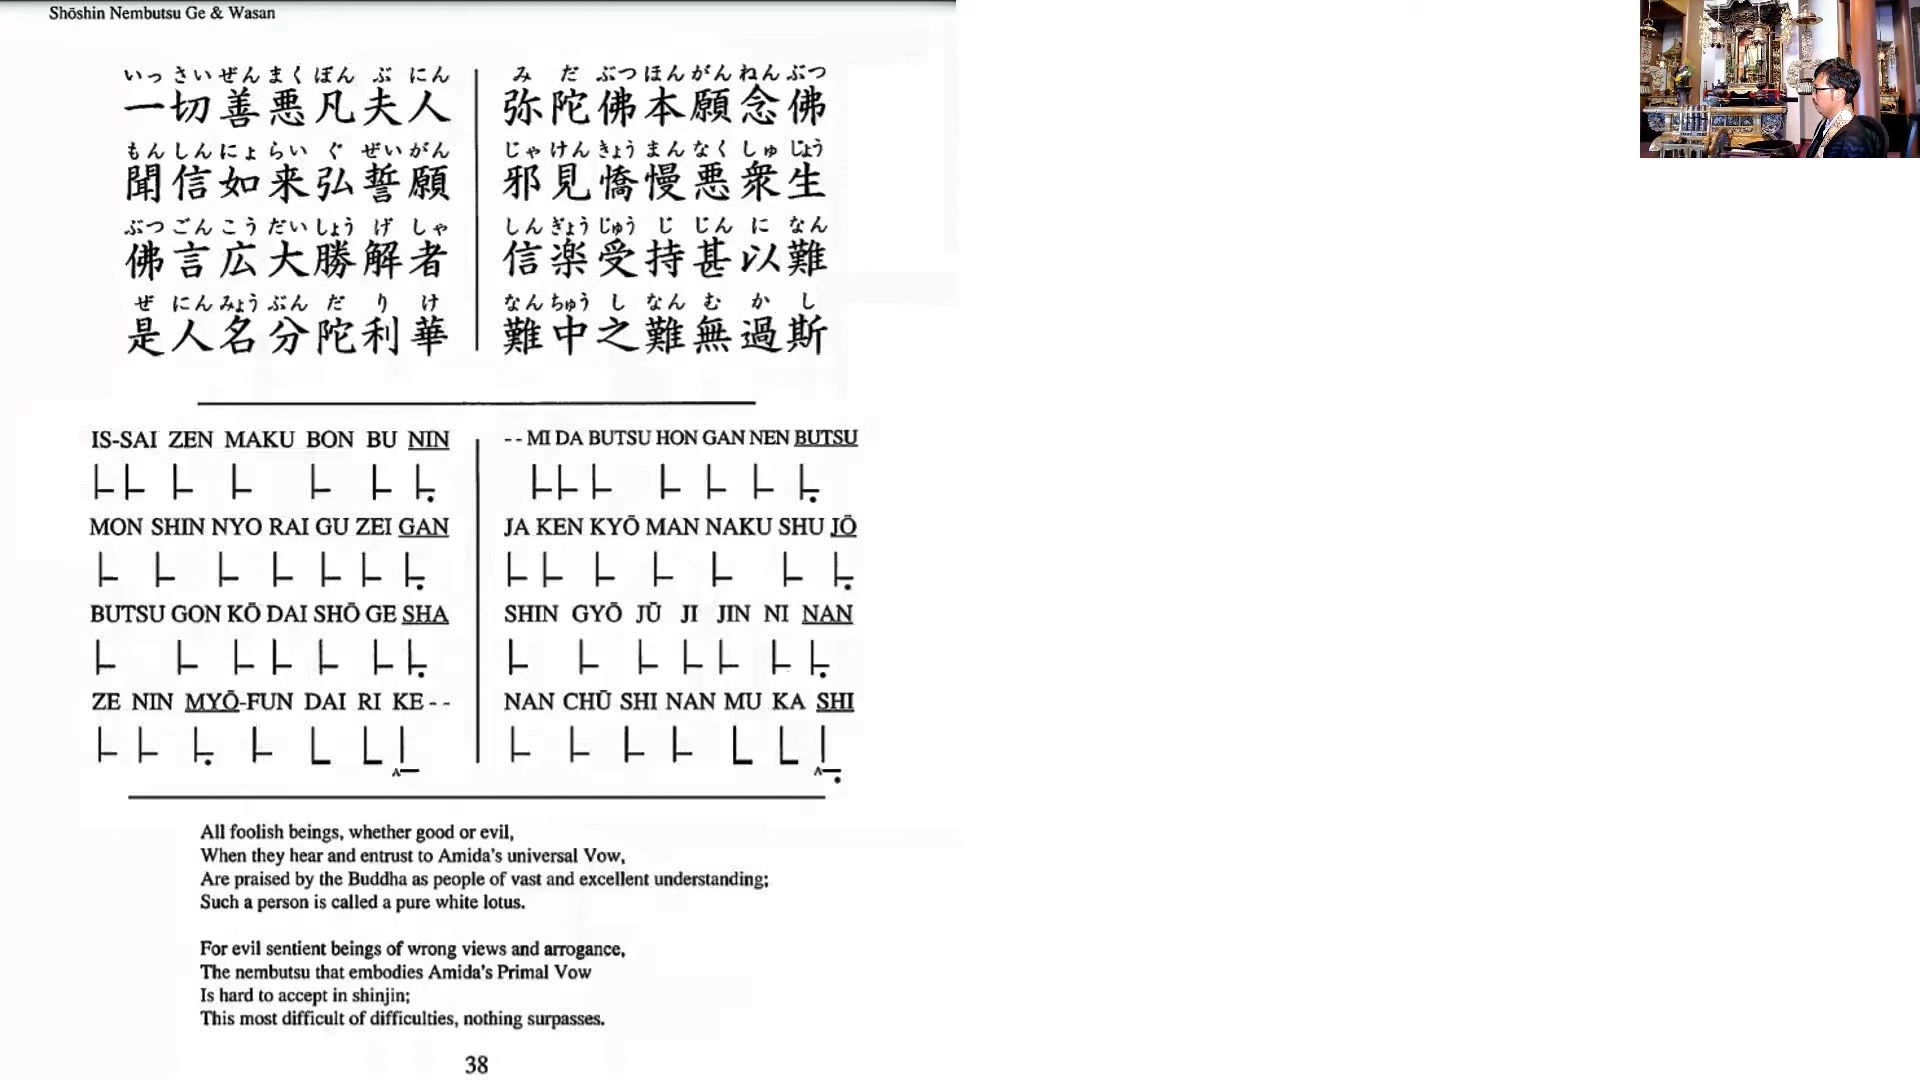 Shōshin Nembutsu Ge & Wasan
いっさいぜんまくぼん ぶ にん
一切善悪凡夫人
もんしんにょらい ぐ ぜいがん
聞信如来弘誓願
ぶつごんこうだいしょう げ しゃ
佛言広大勝解者
ぜ にんみょうぶん だ り け
是人名分陀利華
み だ ぶつほんがんねんぶつ
弥陀佛本願念佛
じゃけんきょうまんなくしゅじょう
邪見憍慢悪衆生
しんぎょうじゅう じ じん に なん
信楽受持甚以難
なんちゅう し なん む か し
難中之難無過斯
IS-SAI ZEN MAKU BON BU NIN
MON SHIN NYO RAI GU ZEI GAN
BUTSU GON KŌ DAI SHŌ GE SHA
ZE NIN MYŌ-FUN DAI RI KE - -
A
- - MI DA BUTSU HON GAN NEN BUTSU
JA KEN KYŌ MAN NAKU SHU JŌ
SHIN GYŌ JŪ JI JIN NI NAN
NAN CHŪ SHI NAN MU KA SHI
A
All foolish beings, whether good or evil,
When they hear and entrust to Amida's universal Vow,
Are praised by the Buddha as people of vast and excellent understanding;
Such a person is called a pure white lotus.
For evil sentient beings of wrong views and arrogance,
The nembutsu that embodies Amida's Primal Vow
Is hard to accept in shinjin;
This most difficult of difficulties, nothing surpasses.
38